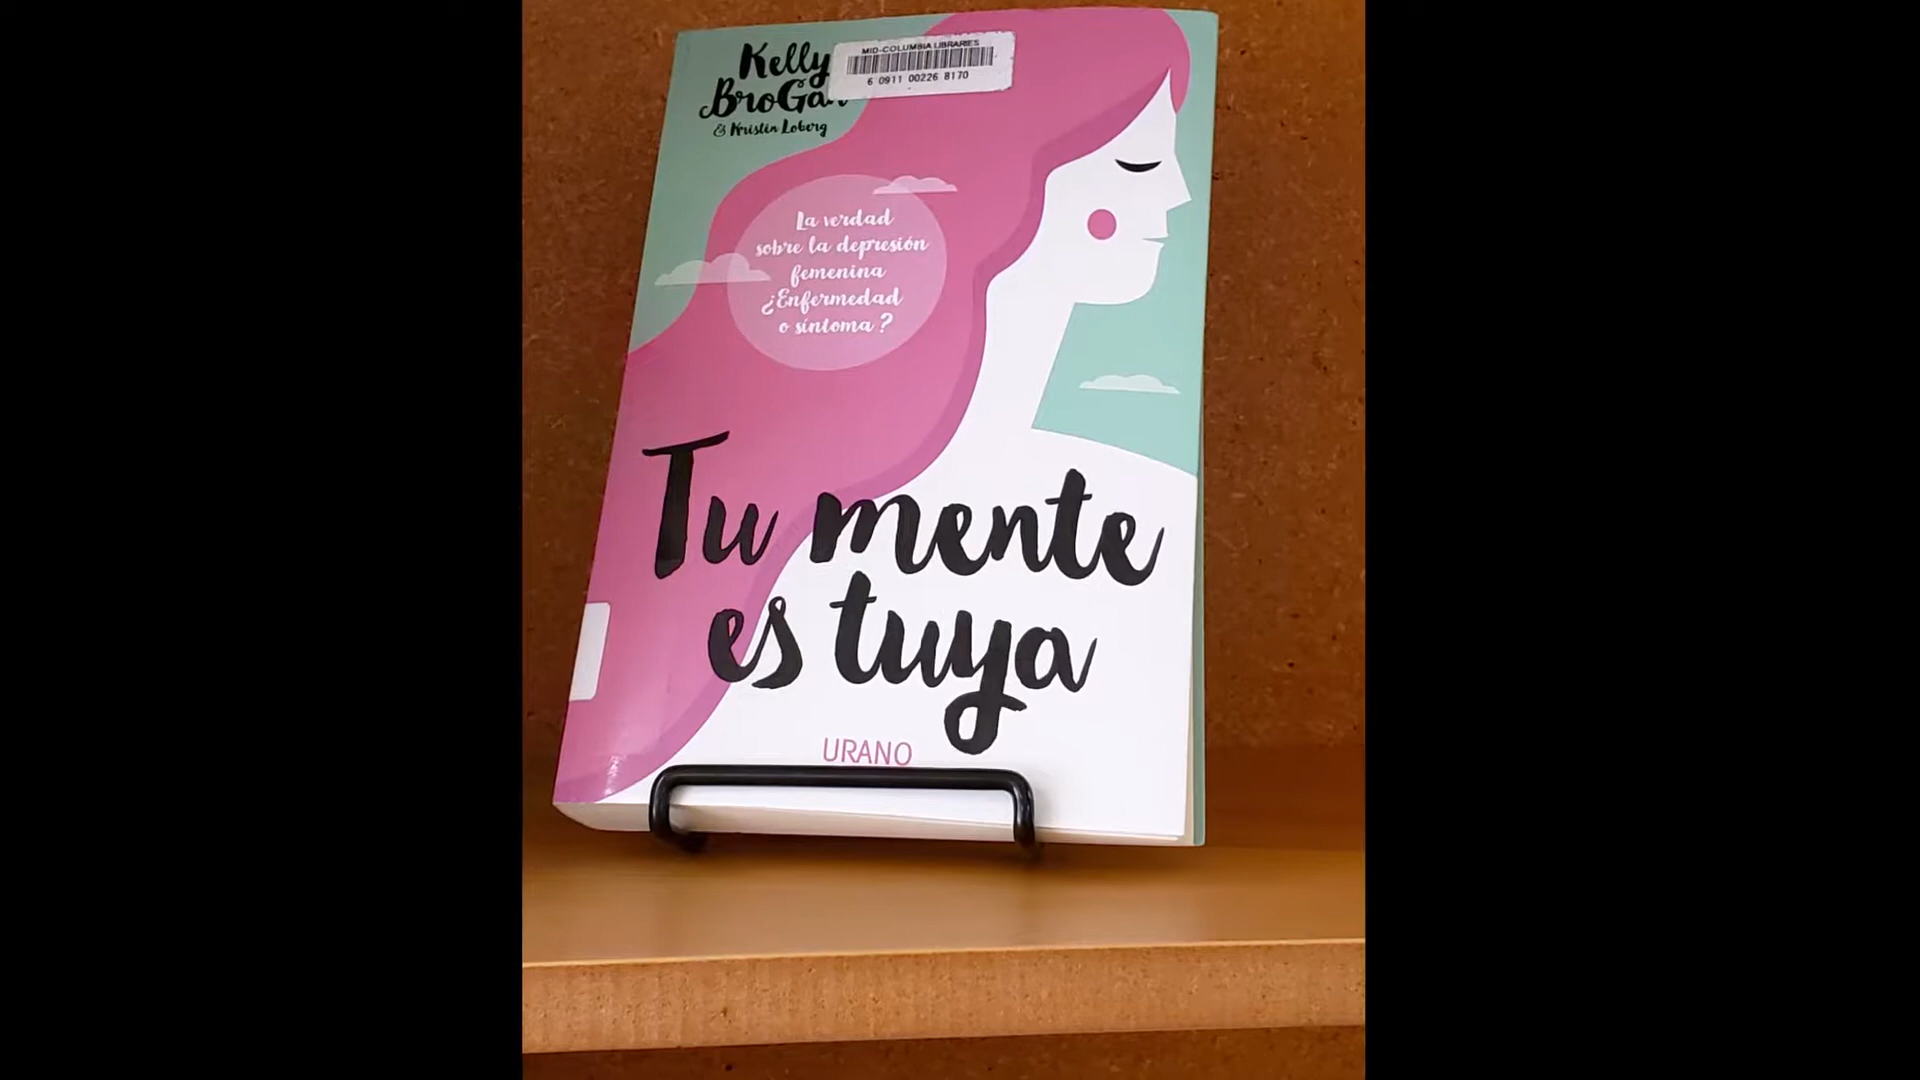 Kelly
BroGan
& Kristin Loberg
MID-COLUMBIA LIBRARIES
6 0911 00226 8170
La verdad
sobre la depresión
femenina
¿Enfermedad
o síntoma?
Tu mente
es tuya
URANO